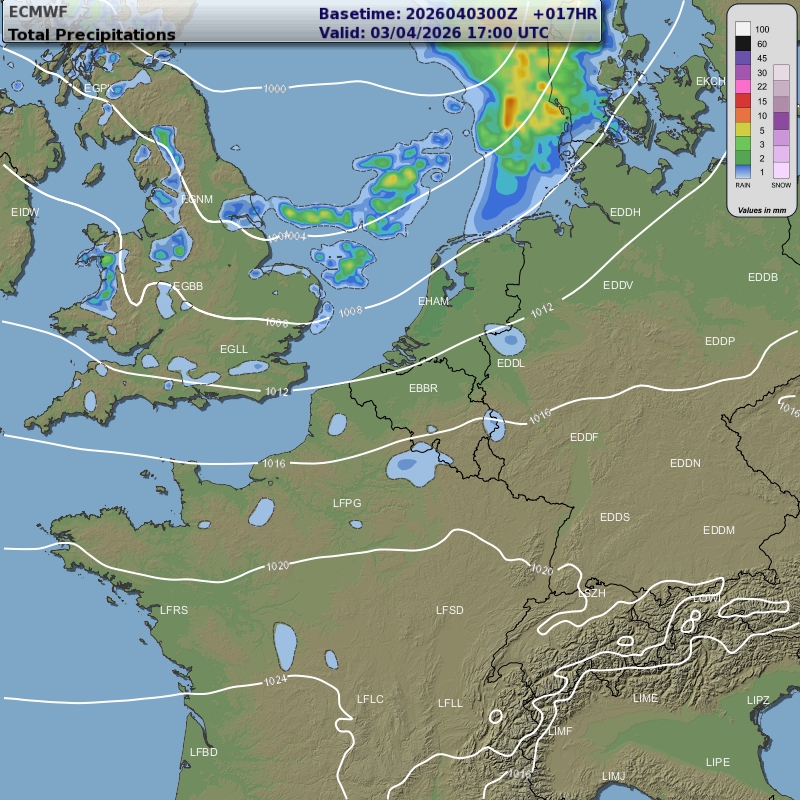 ECMWF
Total Precipitations
Basetime: 2026040300Z +017HR
Valid: 03/04/2026 17:00 UTC
100
60
45
30
22
15
10
5
3
2
1
RAIN SNOW
Values in mm
EKCH
1000
EIDW
EGNM
EDDH
1004
EDDB
EDDV
EGBB
EHAM
1008
1008
1012
EDDP
EGLL
EDDL
EBBR
1012
1016
1016
EDDF
1016
EDDN
LFPG
EDDS
EDDM
1020
1020
LSZH
LOWI
LFRS
LFSD
1024
LFLC
LFLL
LIME
LIPZ
LIMF
LFBD
LIPE
1016
LIMJ